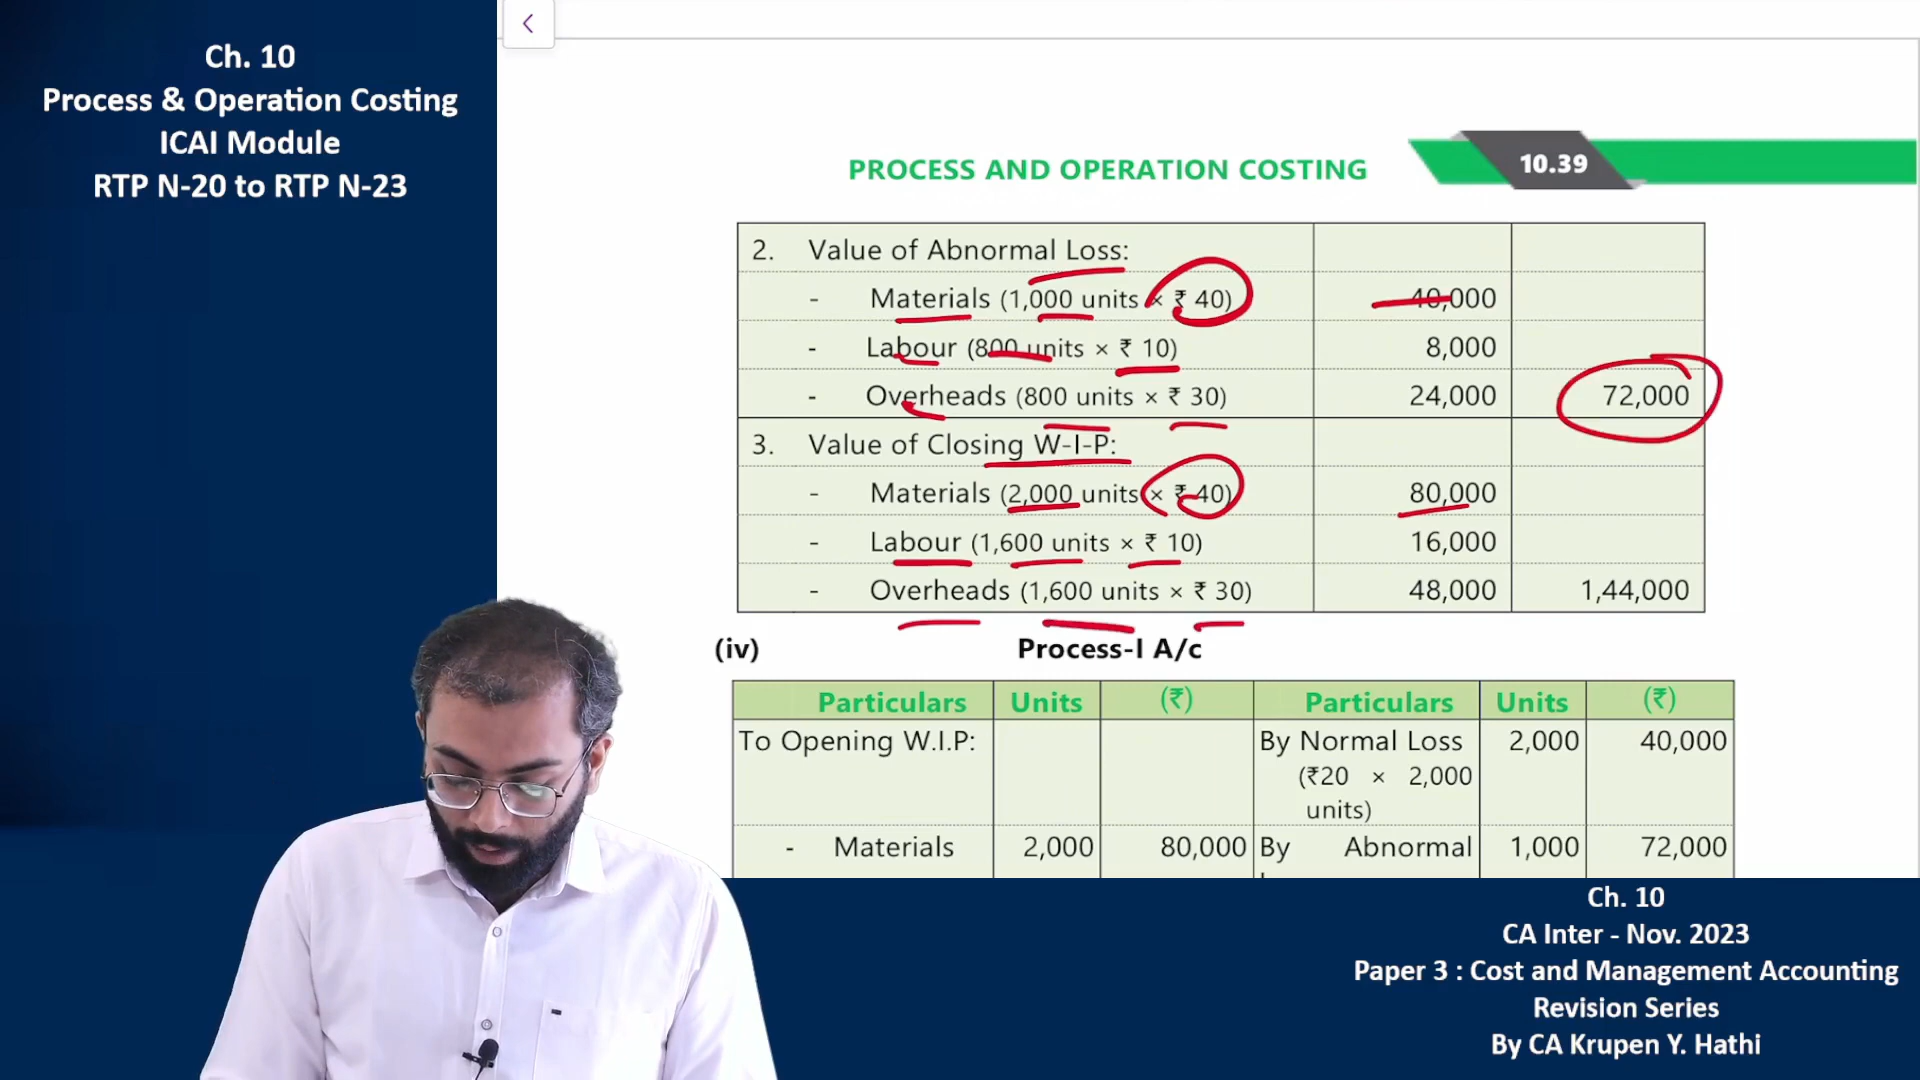 Ch. 10
Process & Operation Costing
ICAI Module
RTP N-20 to RTP N-23
PROCESS AND OPERATION COSTING
10.39
2. Value of Abnormal Loss:
- Materials (1,000 units × ₹ 40) 40,000
- Labour (800 units × ₹ 10) 8,000
- Overheads (800 units × ₹ 30) 24,000 72,000
3. Value of Closing W-I-P:
- Materials (2,000 units × ₹ 40) 80,000
- Labour (1,600 units × ₹ 10) 16,000
- Overheads (1,600 units × ₹ 30) 48,000 1,44,000
(iv) Process-I A/c
Particulars Units (₹) Particulars Units (₹)
To Opening W.I.P: By Normal Loss 2,000 40,000
(₹20 × 2,000
units)
- Materials 2,000 80,000 By Abnormal 1,000 72,000
Ch. 10
CA Inter - Nov. 2023
Paper 3 : Cost and Management Accounting
Revision Series
By CA Krupen Y. Hathi